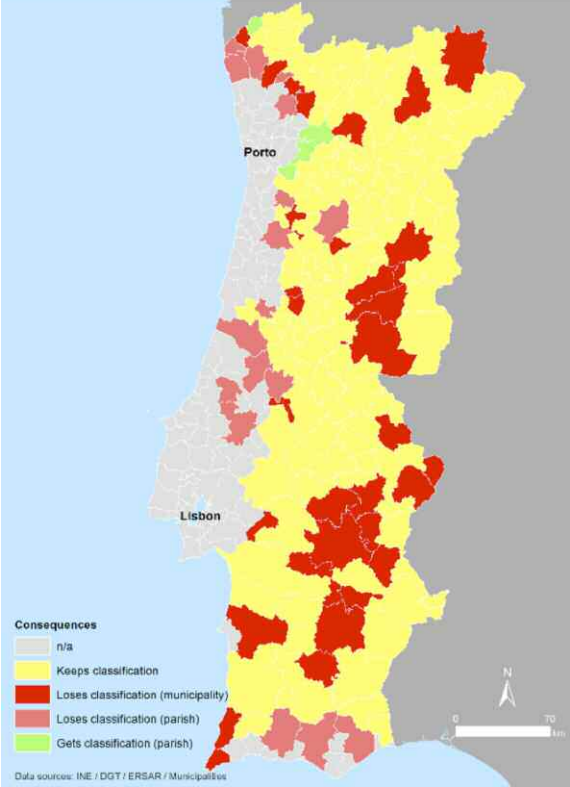 Porto
Lisbon
Consequences
n/a
Keeps classification
Loses classification (municipality)
Loses classification (parish)
Gets classification (parish)
N
0 70
km
Data sources: INE / DGT / ERSAR / Municipalities